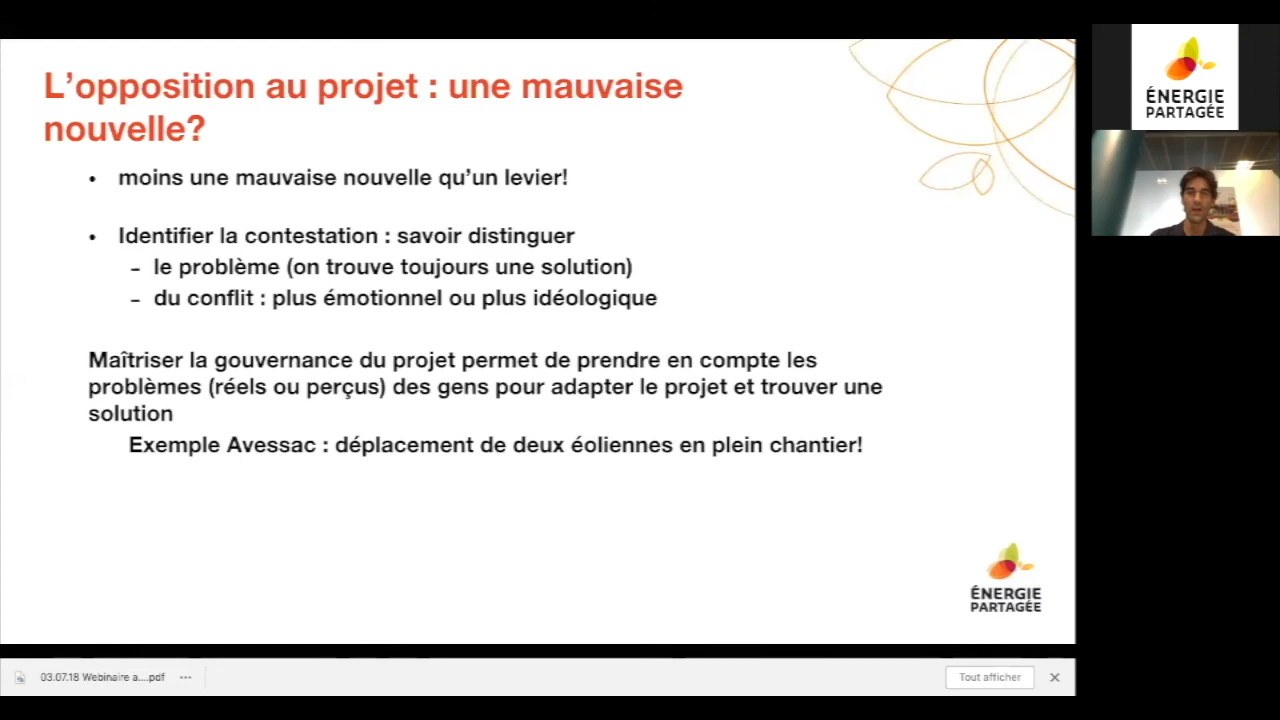 L'opposition au projet : une mauvaise
nouvelle?
• moins une mauvaise nouvelle qu'un levier!
• Identifier la contestation : savoir distinguer
– le problème (on trouve toujours une solution)
– du conflit : plus émotionnel ou plus idéologique
Maîtriser la gouvernance du projet permet de prendre en compte les
problèmes (réels ou perçus) des gens pour adapter le projet et trouver une
solution
Exemple Avessac : déplacement de deux éoliennes en plein chantier!
ÉNERGIE
PARTAGÉE
ÉNERGIE
PARTAGÉE
03.07.18 Webinaire a....pdf
Tout afficher